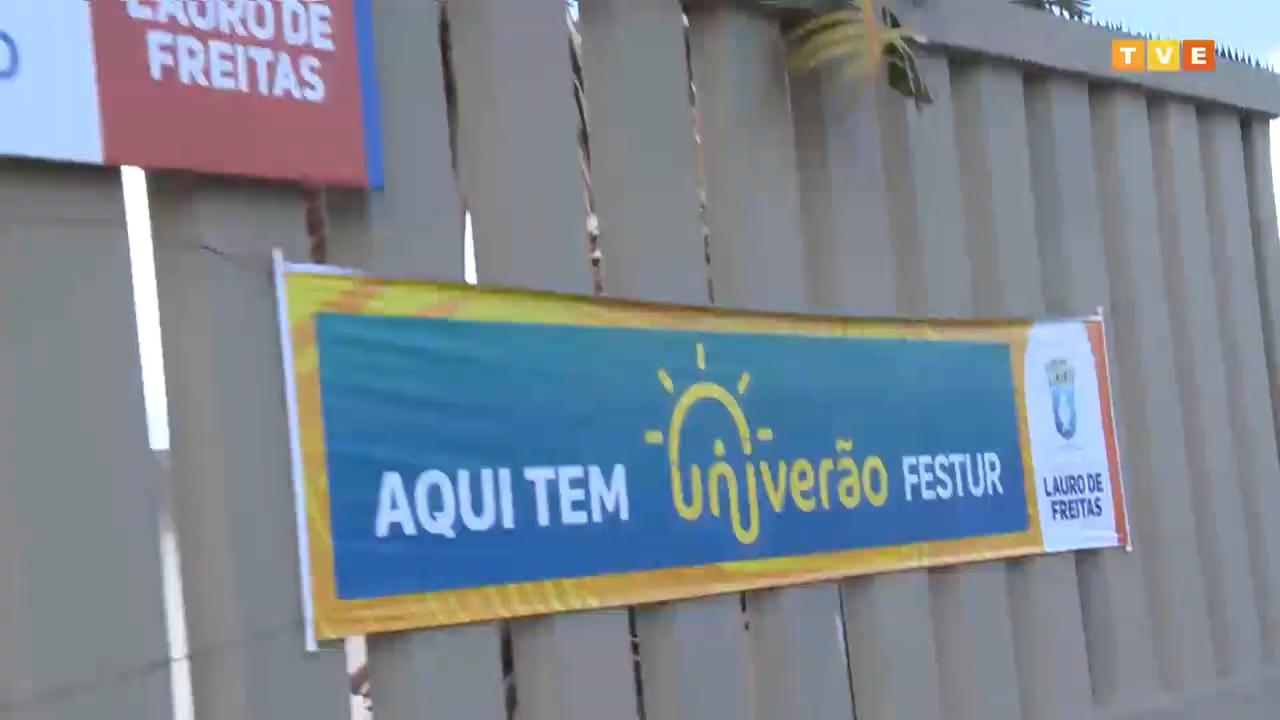 LAURO DE
FREITAS
TVE
AQUI TEM univerão FESTUR
LAURO DE
FREITAS